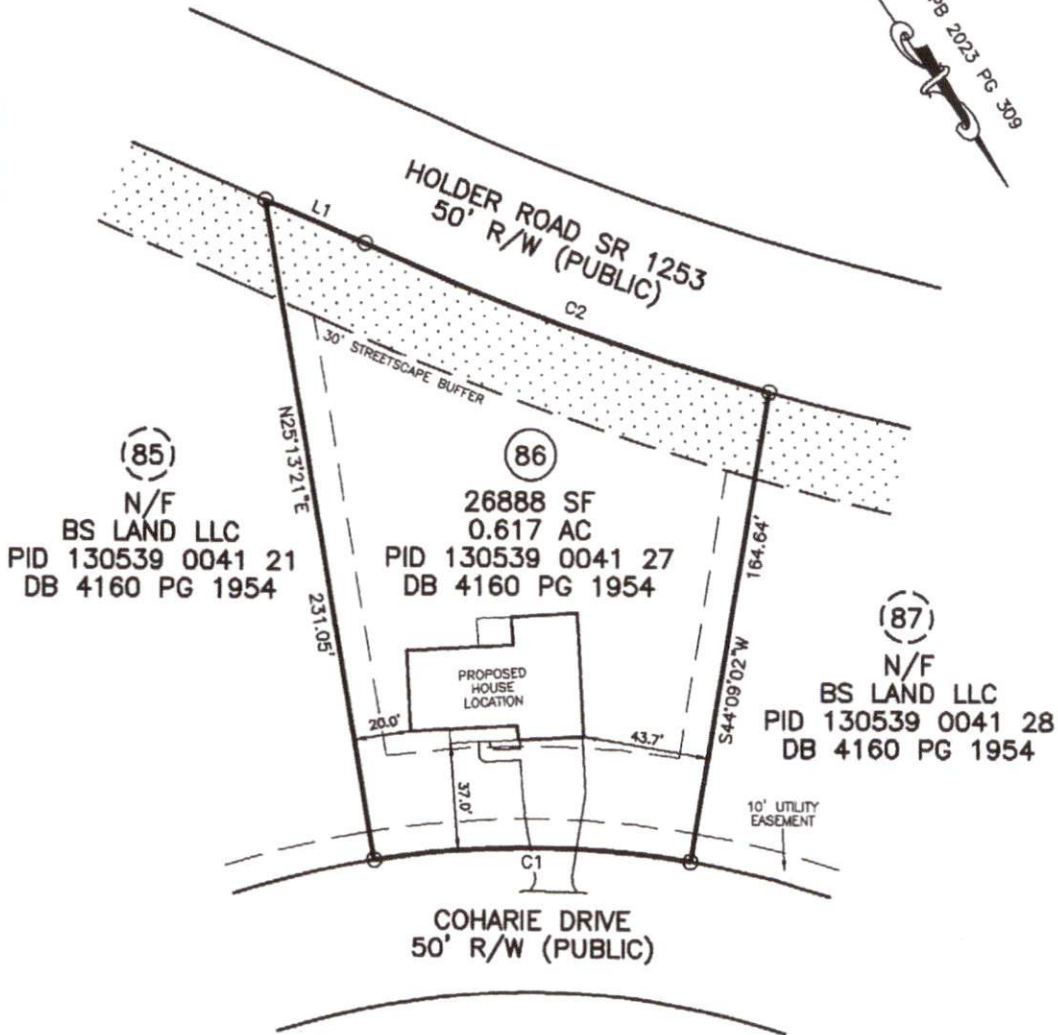 PB 2023 PG 309
HOLDER ROAD SR 1253
50' R/W (PUBLIC)
L1
C2
30' STREETSCAPE BUFFER
N25°13'21"E
231.05'
85
N/F
BS LAND LLC
PID 130539 0041 21
DB 4160 PG 1954
86
26888 SF
0.617 AC
PID 130539 0041 27
DB 4160 PG 1954
164.64'
S44°09'02"W
87
N/F
BS LAND LLC
PID 130539 0041 28
DB 4160 PG 1954
PROPOSED
HOUSE
LOCATION
20.0'
43.7'
37.0'
10' UTILITY
EASEMENT
C1
COHARIE DRIVE
50' R/W (PUBLIC)